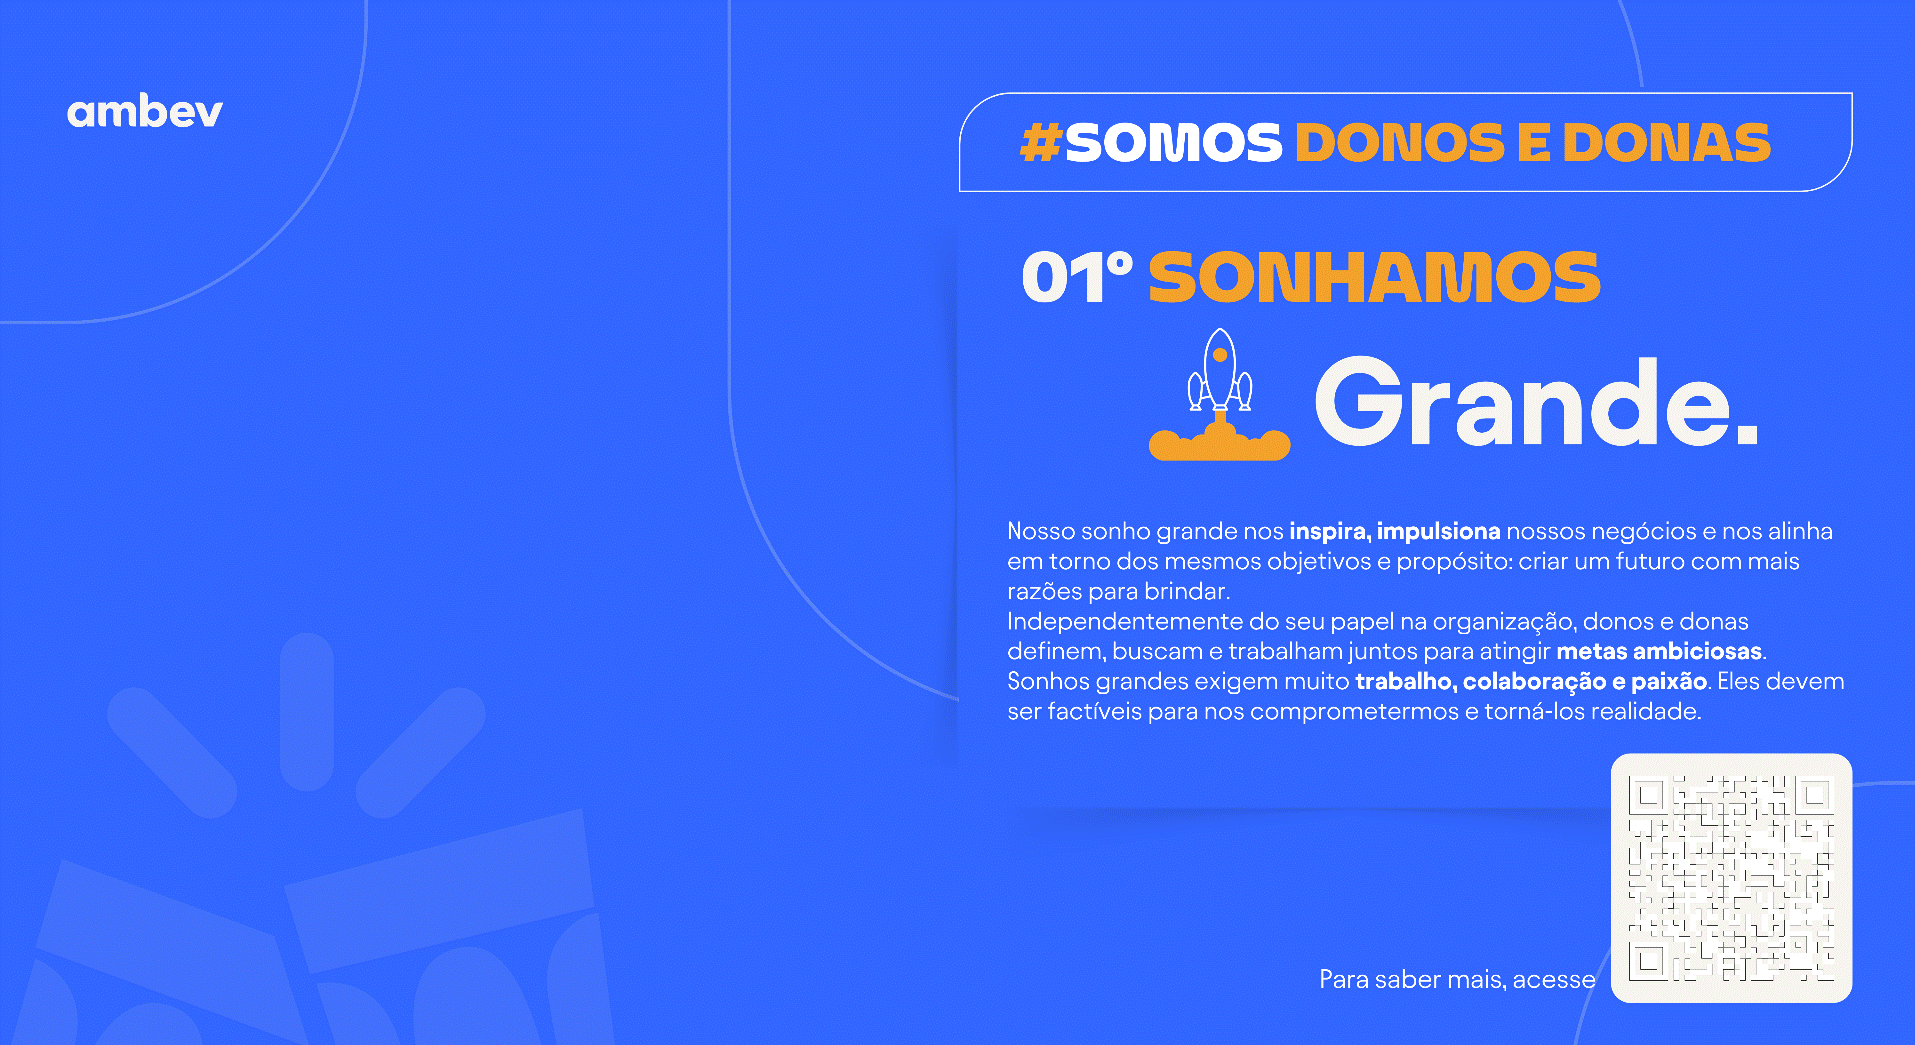 ambev
#SOMOS DONOS E DONAS
01º SONHAMOS
Grande.
Nosso sonho grande nos inspira, impulsiona nossos negócios e nos alinha
em torno dos mesmos objetivos e propósito: criar um futuro com mais
razões para brindar.
Independentemente do seu papel na organização, donos e donas
definem, buscam e trabalham juntos para atingir metas ambiciosas.
Sonhos grandes exigem muito trabalho, colaboração e paixão. Eles devem
ser factíveis para nos comprometermos e torná-los realidade.
Para saber mais, acesse